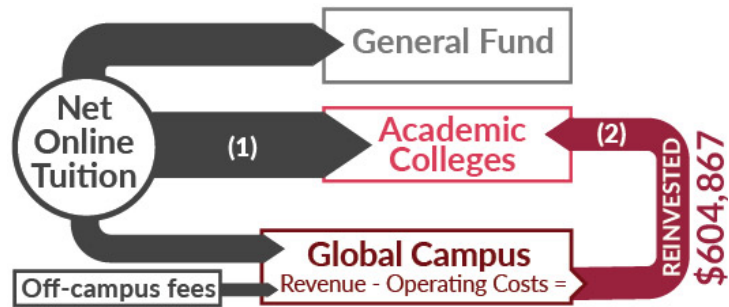 General Fund
Net
Online
Tuition
(1)
Academic
Colleges
(2)
REINVESTED
$604,867
Global Campus
Revenue - Operating Costs =
Off-campus fees